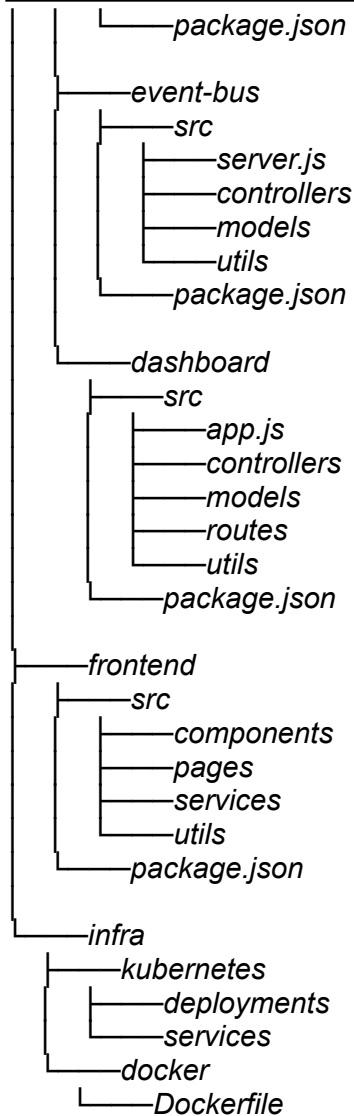 package.json
event-bus
src
server.js
controllers
models
utils
package.json
dashboard
src
app.js
controllers
models
routes
utils
package.json
frontend
src
components
pages
services
utils
package.json
infra
kubernetes
deployments
services
docker
Dockerfile